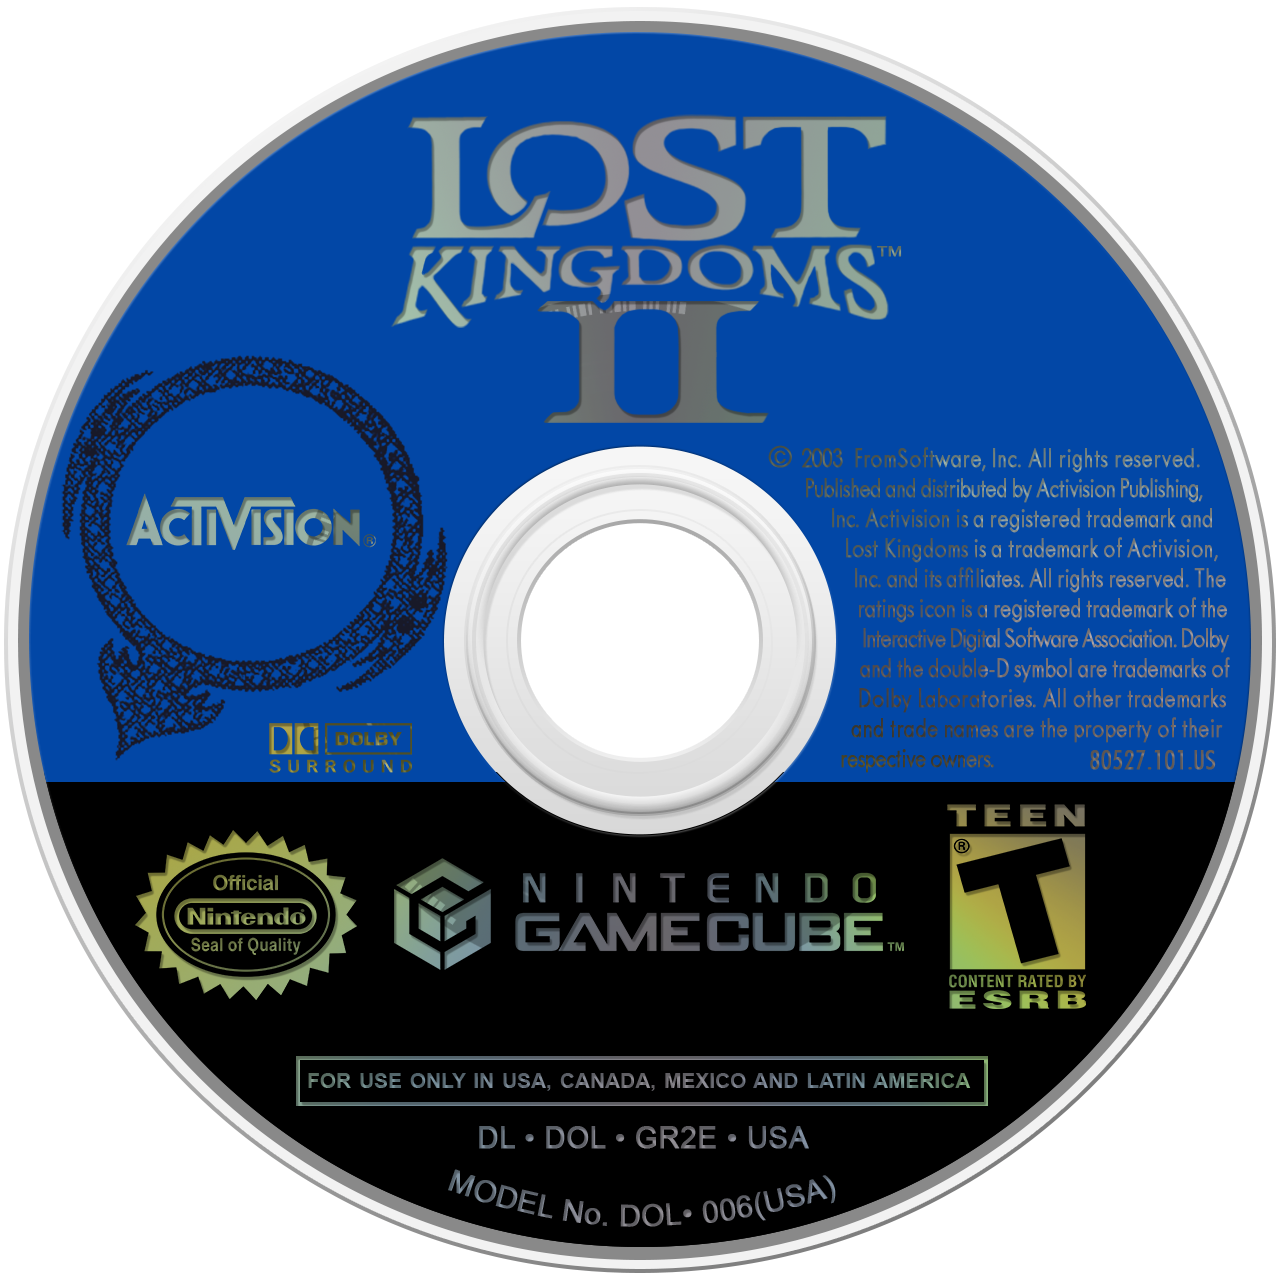 LOST
KINGDOMS™
II
ACTIVISION®
© 2003 FromSoftware, Inc. All rights reserved.
Published and distributed by Activision Publishing,
Inc. Activision is a registered trademark and
Lost Kingdoms is a trademark of Activision,
Inc. and its affiliates. All rights reserved. The
ratings icon is a registered trademark of the
Interactive Digital Software Association. Dolby
and the double-D symbol are trademarks of
Dolby Laboratories. All other trademarks
and trade names are the property of their
respective owners. 80527.101.US
DOLBY
SURROUND
Official
Nintendo®
Seal of Quality
NINTENDO
GAMECUBE™
TEEN
T®
CONTENT RATED BY
ESRB
FOR USE ONLY IN USA, CANADA, MEXICO AND LATIN AMERICA
DL • DOL • GR2E • USA
MODEL No. DOL• 006(USA)